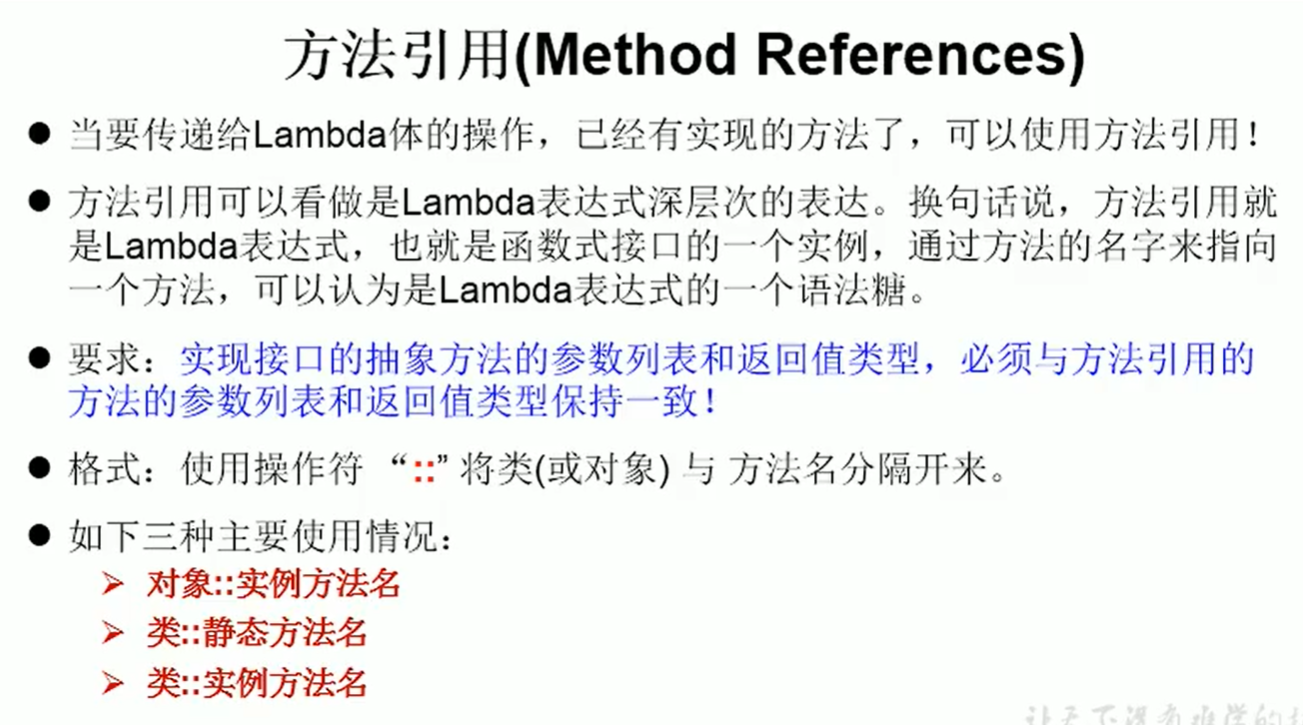 方法引用(Method References)
● 当要传递给Lambda体的操作，已经有实现的方法了，可以使用方法引用！
● 方法引用可以看做是Lambda表达式深层次的表达。换句话说，方法引用就
是Lambda表达式，也就是函数式接口的一个实例，通过方法的名字来指向
一个方法，可以认为是Lambda表达式的一个语法糖。
● 要求：实现接口的抽象方法的参数列表和返回值类型，必须与方法引用的
方法的参数列表和返回值类型保持一致！
● 格式：使用操作符 “::” 将类(或对象) 与 方法名分隔开来。
● 如下三种主要使用情况：
➢ 对象::实例方法名
➢ 类::静态方法名
➢ 类::实例方法名
让天下没有难学的